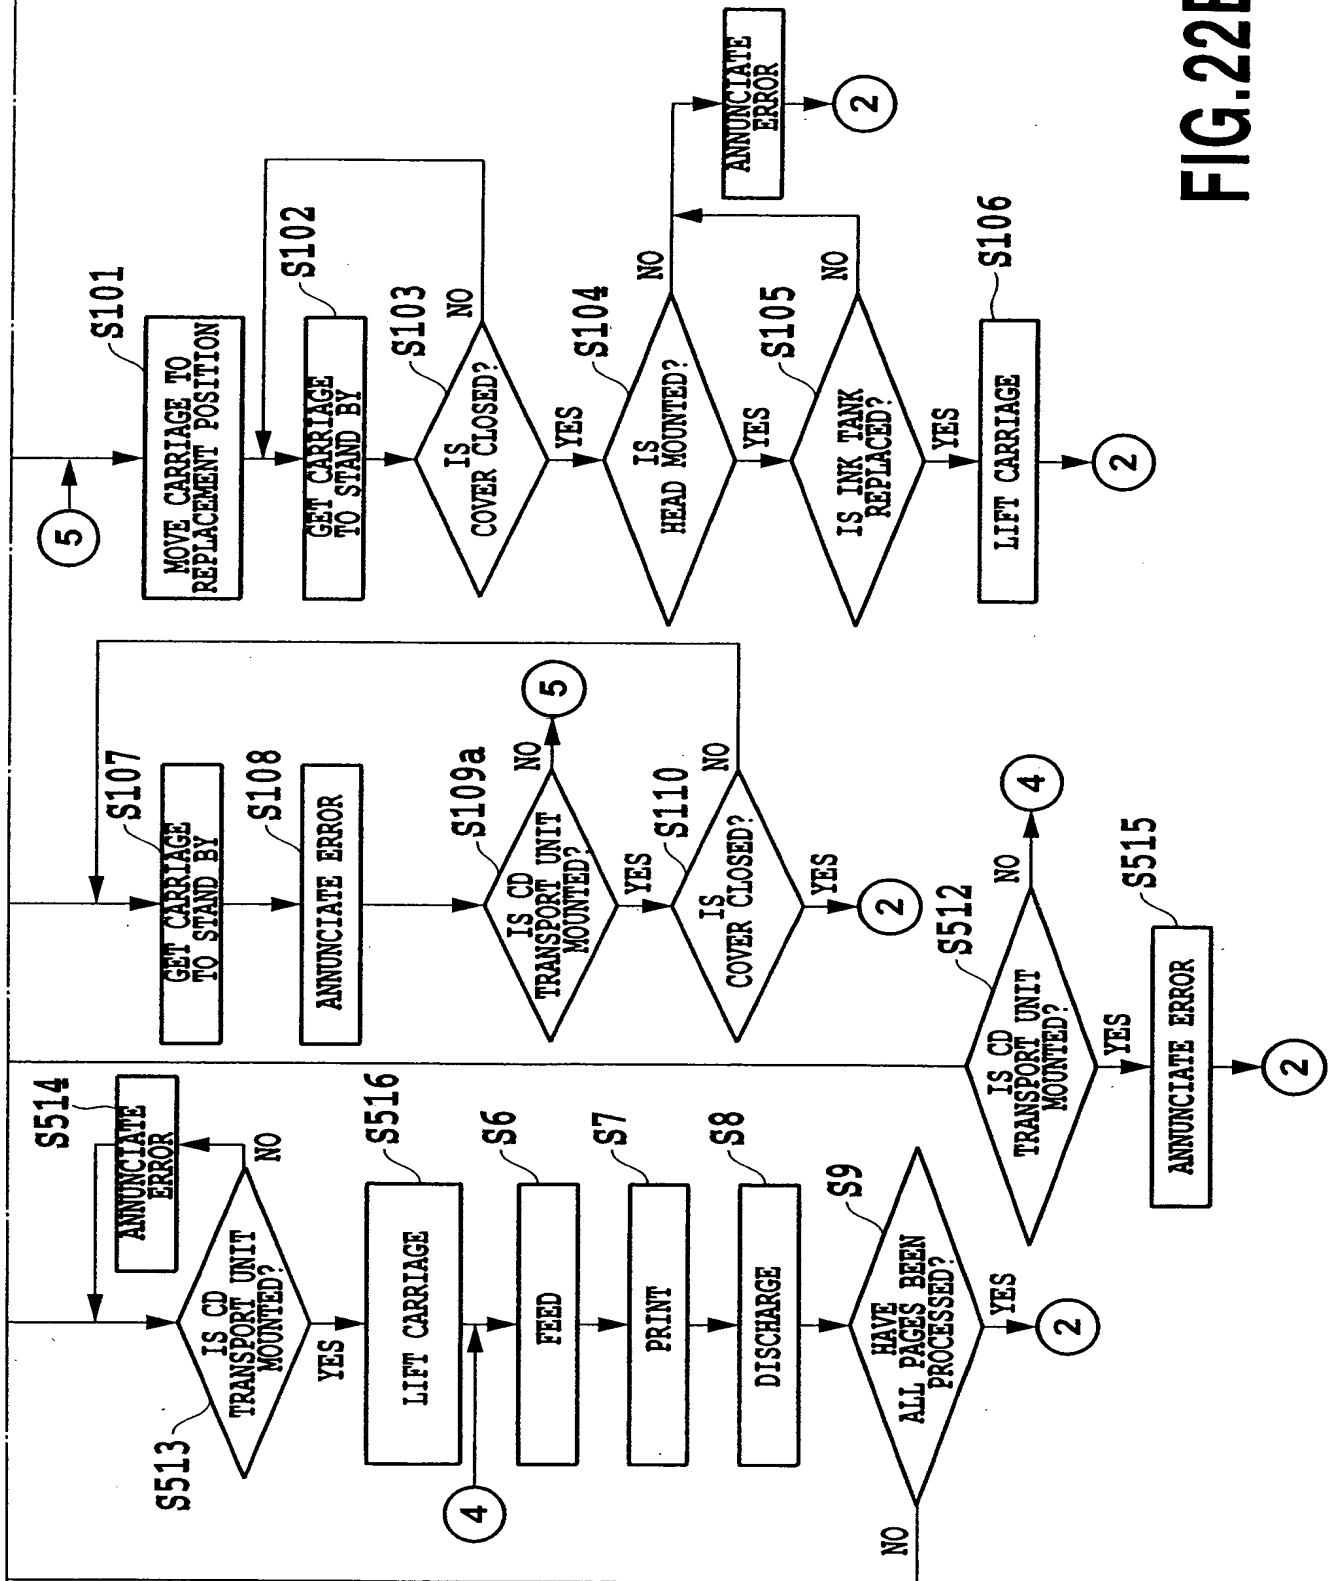 S513
IS CD
TRANSPORT UNIT
MOUNTED?
NO
S514
ANNUNCIATE
ERROR
YES
S516
LIFT CARRIAGE
4
S6
FEED
S7
PRINT
S8
DISCHARGE
S9
HAVE
ALL PAGES BEEN
PROCESSED?
NO
YES
2
S512
IS CD
TRANSPORT UNIT
MOUNTED?
NO
4
YES
S515
ANNUNCIATE ERROR
2
S107
GET CARRIAGE
TO STAND BY
S108
ANNUNCIATE ERROR
S109a
IS CD
TRANSPORT UNIT
MOUNTED?
NO
5
YES
S110
IS
COVER CLOSED?
NO
YES
2
5
S101
MOVE CARRIAGE TO
REPLACEMENT POSITION
S102
GET CARRIAGE
TO STAND BY
S103
IS
COVER CLOSED?
NO
YES
S104
IS
HEAD MOUNTED?
NO
YES
S105
IS INK TANK
REPLACED?
NO
YES
S106
LIFT CARRIAGE
2
ANNUNCIATE
ERROR
2
FIG.22